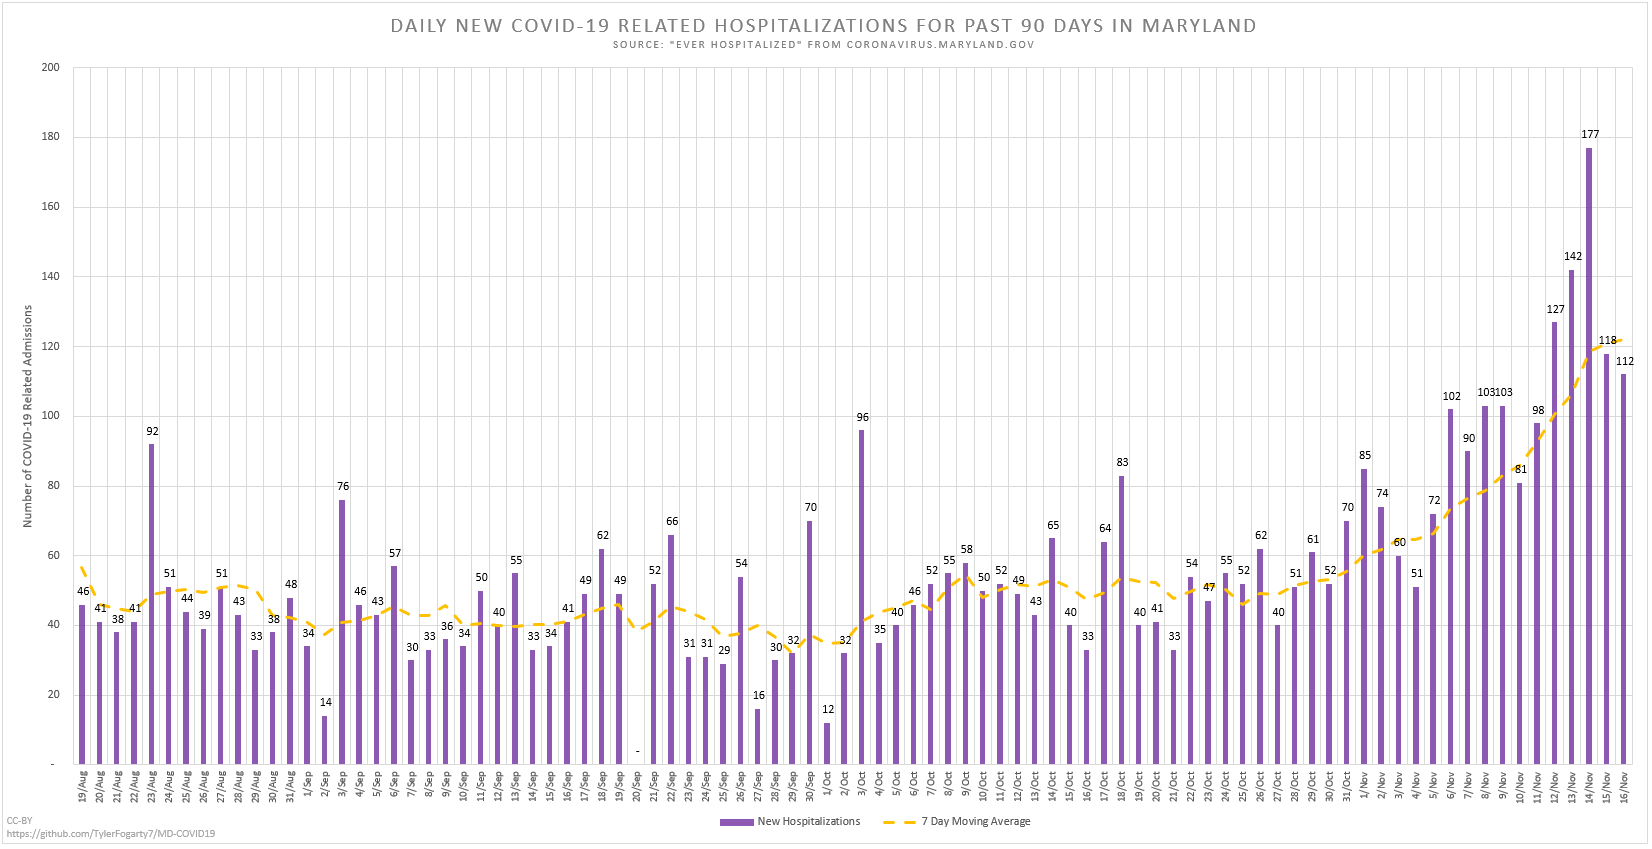 DAILY NEW COVID-19 RELATED HOSPITALIZATIONS FOR PAST 90 DAYS IN MARYLAND
SOURCE: "EVER HOSPITALIZED" FROM CORONAVIRUS.MARYLAND.GOV
Number of COVID-19 Related Admissions
200
180
160
140
120
100
80
60
40
20
-
46 41 38 41 92 51 44 39 51 43 33 38 48 34 14 76 46 43 57 30 33 36 34 50 40 55 33 34 41 49 62 49 - 52 66 31 31 29 54 16 30 32 70 12 32 96 35 40 46 52 55 58 50 52 49 43 65 40 33 64 83 40 41 33 54 47 55 52 62 40 51 61 52 70 85 74 60 51 72 102 90 103 103 81 98 127 142 177 118 112
19/Aug 20/Aug 21/Aug 22/Aug 23/Aug 24/Aug 25/Aug 26/Aug 27/Aug 28/Aug 29/Aug 30/Aug 31/Aug 1/Sep 2/Sep 3/Sep 4/Sep 5/Sep 6/Sep 7/Sep 8/Sep 9/Sep 10/Sep 11/Sep 12/Sep 13/Sep 14/Sep 15/Sep 16/Sep 17/Sep 18/Sep 19/Sep 20/Sep 21/Sep 22/Sep 23/Sep 24/Sep 25/Sep 26/Sep 27/Sep 28/Sep 29/Sep 30/Sep 1/Oct 2/Oct 3/Oct 4/Oct 5/Oct 6/Oct 7/Oct 8/Oct 9/Oct 10/Oct 11/Oct 12/Oct 13/Oct 14/Oct 15/Oct 16/Oct 17/Oct 18/Oct 19/Oct 20/Oct 21/Oct 22/Oct 23/Oct 24/Oct 25/Oct 26/Oct 27/Oct 28/Oct 29/Oct 30/Oct 31/Oct 1/Nov 2/Nov 3/Nov 4/Nov 5/Nov 6/Nov 7/Nov 8/Nov 9/Nov 10/Nov 11/Nov 12/Nov 13/Nov 14/Nov 15/Nov 16/Nov
New Hospitalizations 7 Day Moving Average
CC-BY
https://github.com/TylerFogarty7/MD-COVID19